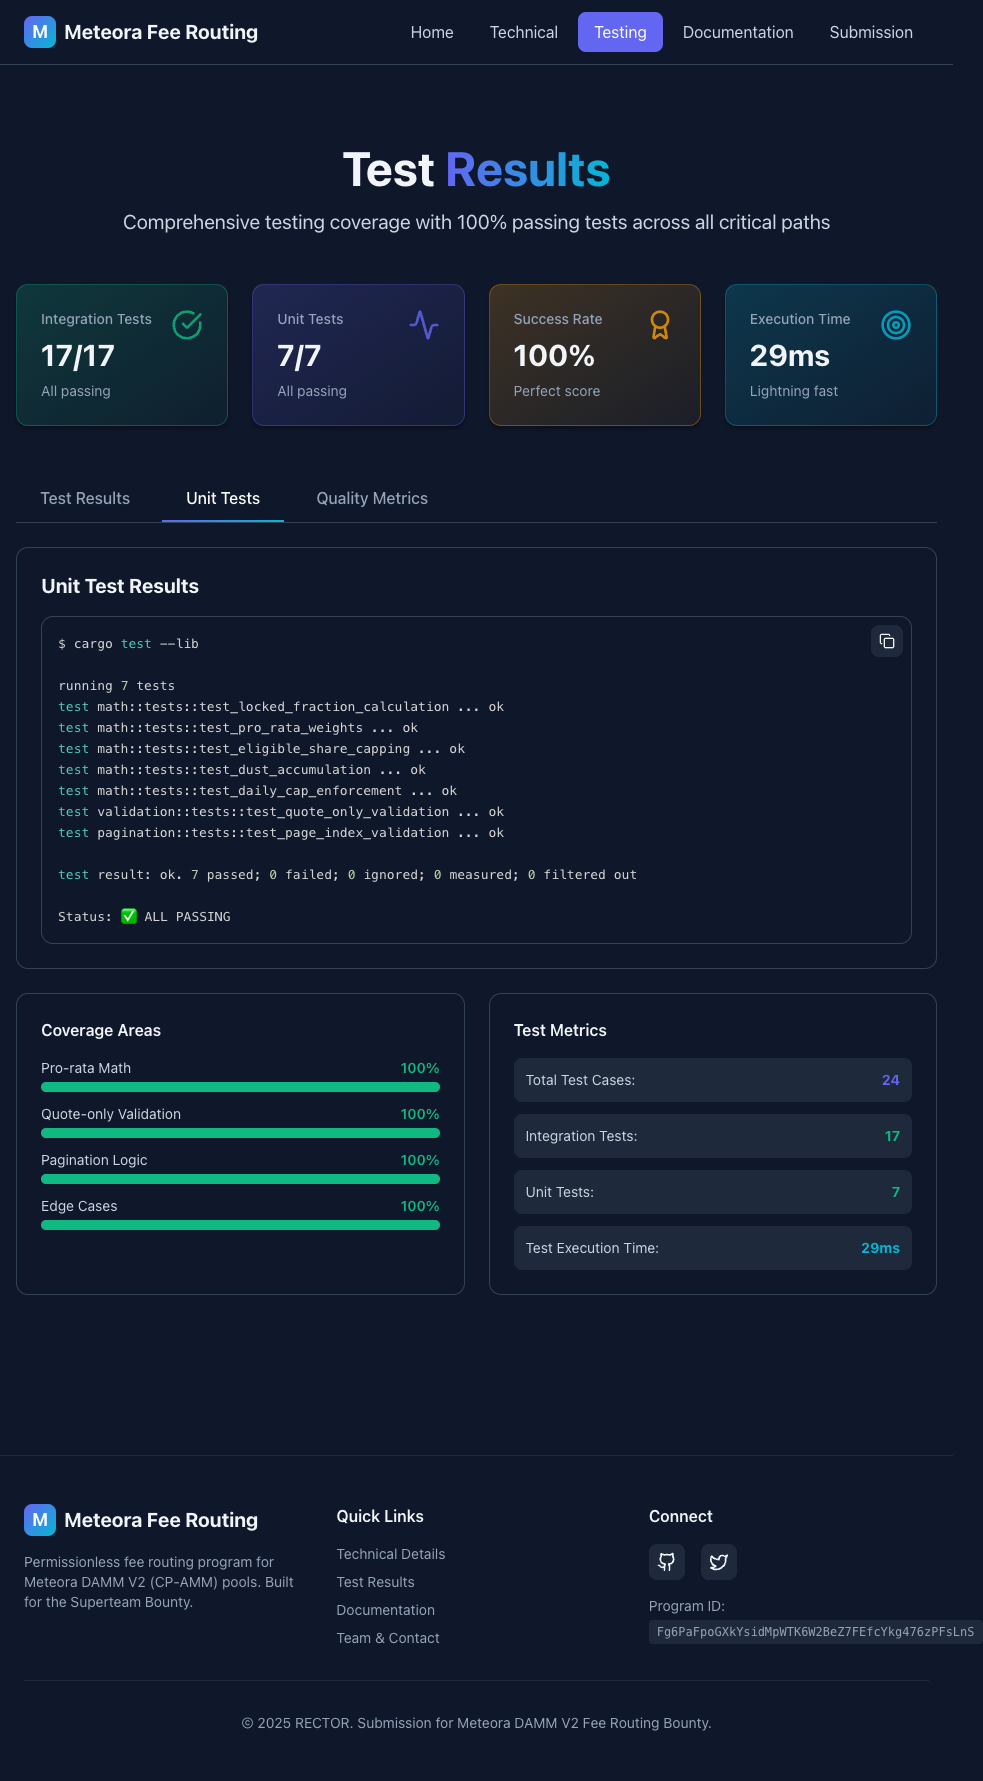 M Meteora Fee Routing
Home Technical Testing Documentation Submission
Test Results
Comprehensive testing coverage with 100% passing tests across all critical paths
Integration Tests
17/17
All passing
Unit Tests
7/7
All passing
Success Rate
100%
Perfect score
Execution Time
29ms
Lightning fast
Test Results Unit Tests Quality Metrics
Unit Test Results
$ cargo test --lib
running 7 tests
test math::tests::test_locked_fraction_calculation ... ok
test math::tests::test_pro_rata_weights ... ok
test math::tests::test_eligible_share_capping ... ok
test math::tests::test_dust_accumulation ... ok
test math::tests::test_daily_cap_enforcement ... ok
test validation::tests::test_quote_only_validation ... ok
test pagination::tests::test_page_index_validation ... ok
test result: ok. 7 passed; 0 failed; 0 ignored; 0 measured; 0 filtered out
Status: ✅ ALL PASSING
Coverage Areas
Pro-rata Math 100%
Quote-only Validation 100%
Pagination Logic 100%
Edge Cases 100%
Test Metrics
Total Test Cases: 24
Integration Tests: 17
Unit Tests: 7
Test Execution Time: 29ms
M Meteora Fee Routing
Permissionless fee routing program for
Meteora DAMM V2 (CP-AMM) pools. Built
for the Superteam Bounty.
Quick Links
Technical Details
Test Results
Documentation
Team & Contact
Connect
Program ID:
Fg6PaFpoGXkYsidMpWTK6W2BeZ7FEfcYkg476zPFsLnS
© 2025 RECTOR. Submission for Meteora DAMM V2 Fee Routing Bounty.